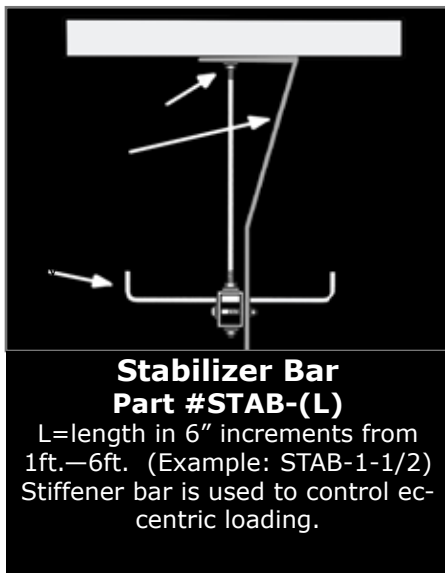 Stabilizer Bar
Part #STAB-(L)
L=length in 6” increments from
1ft.—6ft. (Example: STAB-1-1/2)
Stiffener bar is used to control ec-
centric loading.